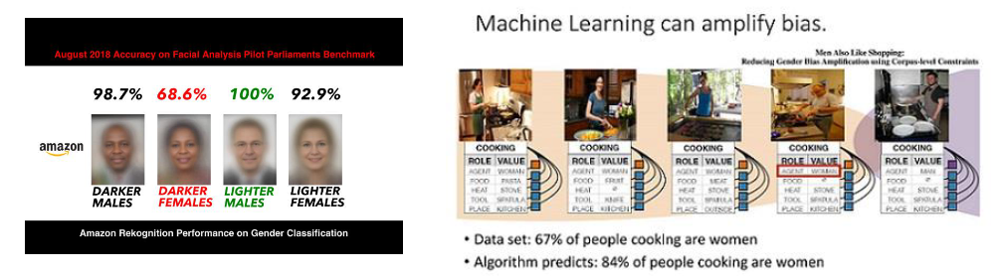 August 2018 Accuracy on Facial Analysis Pilot Parliaments Benchmark
98.7% 68.6% 100% 92.9%
amazon
DARKER MALES
DARKER FEMALES
LIGHTER MALES
LIGHTER FEMALES
Amazon Rekognition Performance on Gender Classification
Machine Learning can amplify bias.
Men Also Like Shopping:
Reducing Gender Bias Amplification using Corpus-level Constraints
COOKING
ROLE VALUE
AGENT WOMAN
FOOD PASTA
HEAT STOVE
TOOL SPATULA
PLACE KITCHEN
COOKING
ROLE VALUE
AGENT WOMAN
FOOD FRUIT
HEAT ø
TOOL KNIFE
PLACE KITCHEN
COOKING
ROLE VALUE
AGENT WOMAN
FOOD MEAT
HEAT STOVE
TOOL SPATULA
PLACE OUTSIDE
COOKING
ROLE VALUE
AGENT WOMAN
FOOD ø
HEAT STOVE
TOOL SPATULA
PLACE KITCHEN
COOKING
ROLE VALUE
AGENT MAN
FOOD ø
HEAT STOVE
TOOL SPATULA
PLACE KITCHEN
• Data set: 67% of people cooking are women
• Algorithm predicts: 84% of people cooking are women